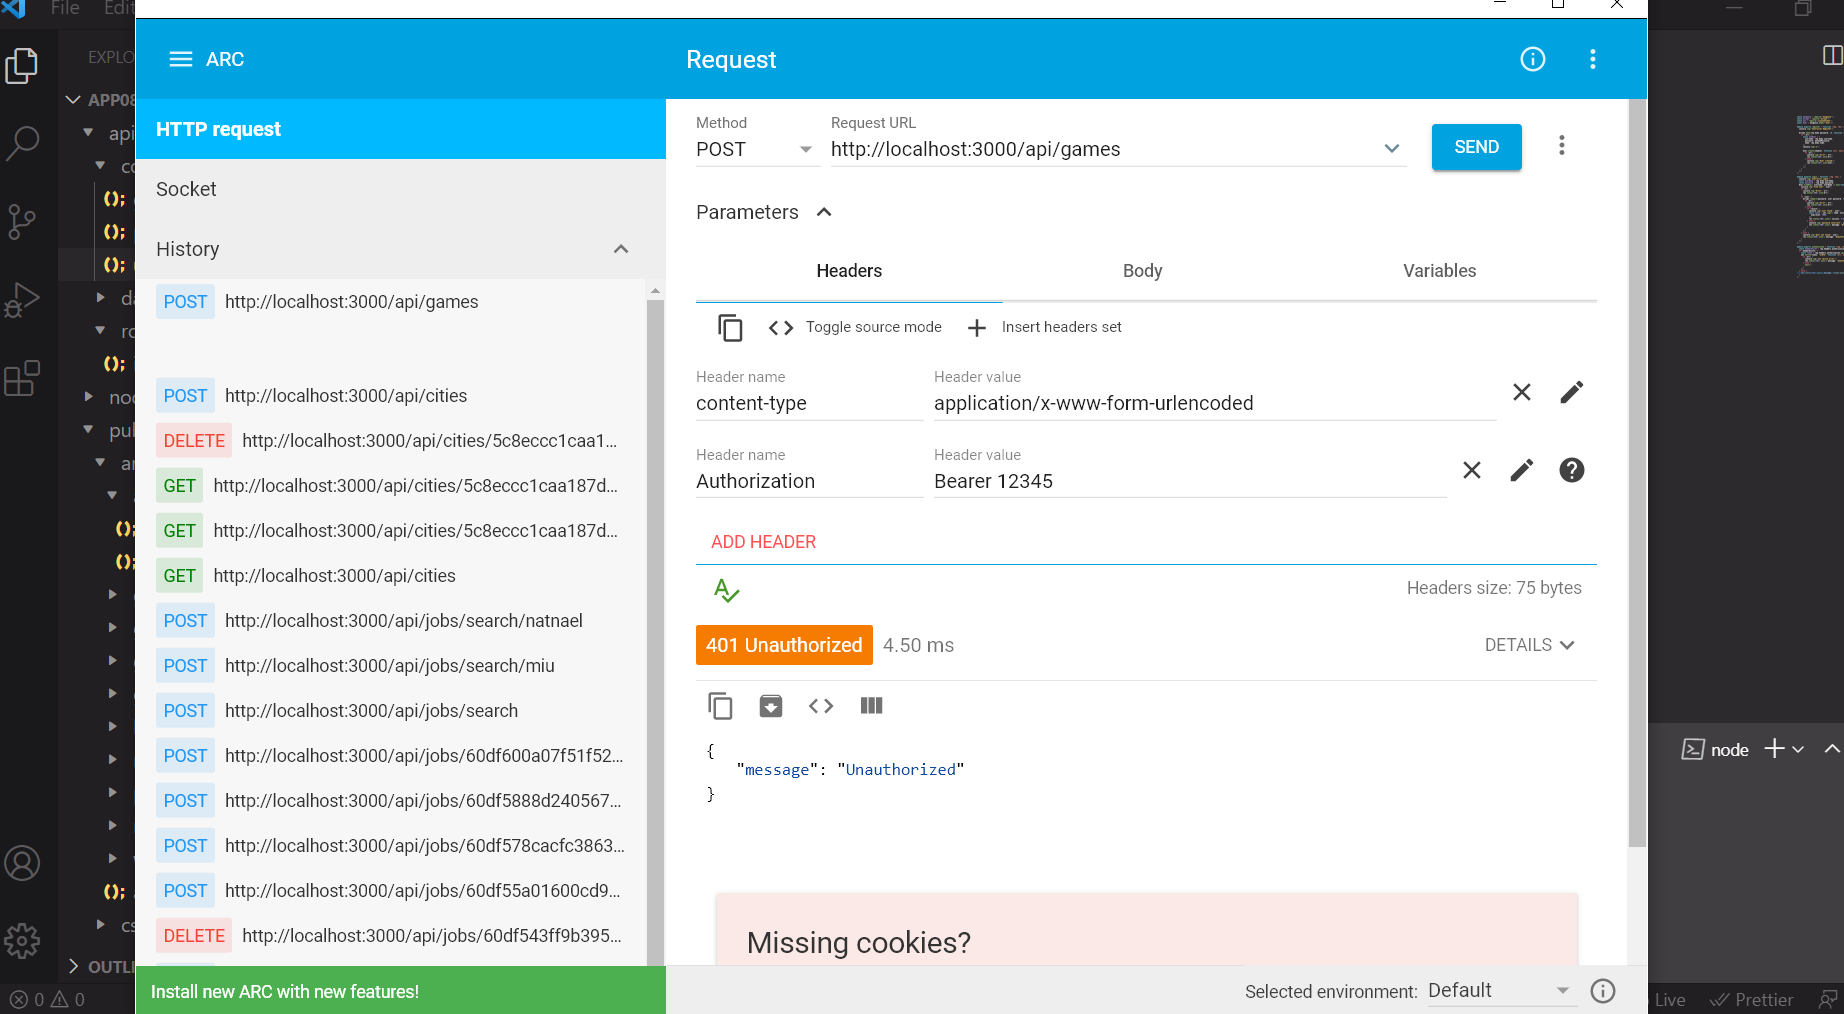 File Edit
EXPLO
APP08
api
co
();
();
();
da
ro
();
no
pu
();
();
();
cs
OUTLI
0 0
ARC
Request
HTTP request
Socket
History
POST http://localhost:3000/api/games
POST http://localhost:3000/api/cities
DELETE http://localhost:3000/api/cities/5c8eccc1caa1...
GET http://localhost:3000/api/cities/5c8eccc1caa187d...
GET http://localhost:3000/api/cities/5c8eccc1caa187d...
GET http://localhost:3000/api/cities
POST http://localhost:3000/api/jobs/search/natnael
POST http://localhost:3000/api/jobs/search/miu
POST http://localhost:3000/api/jobs/search
POST http://localhost:3000/api/jobs/60df600a07f51f52...
POST http://localhost:3000/api/jobs/60df5888d240567...
POST http://localhost:3000/api/jobs/60df578cacfc3863...
POST http://localhost:3000/api/jobs/60df55a01600cd9...
DELETE http://localhost:3000/api/jobs/60df543ff9b395...
Install new ARC with new features!
Method Request URL
POST http://localhost:3000/api/games SEND
Parameters
Headers Body Variables
Toggle source mode Insert headers set
Header name Header value
content-type application/x-www-form-urlencoded
Header name Header value
Authorization Bearer 12345
ADD HEADER
Headers size: 75 bytes
401 Unauthorized 4.50 ms DETAILS
{
"message": "Unauthorized"
}
Missing cookies?
Selected environment: Default
node
Live Prettier